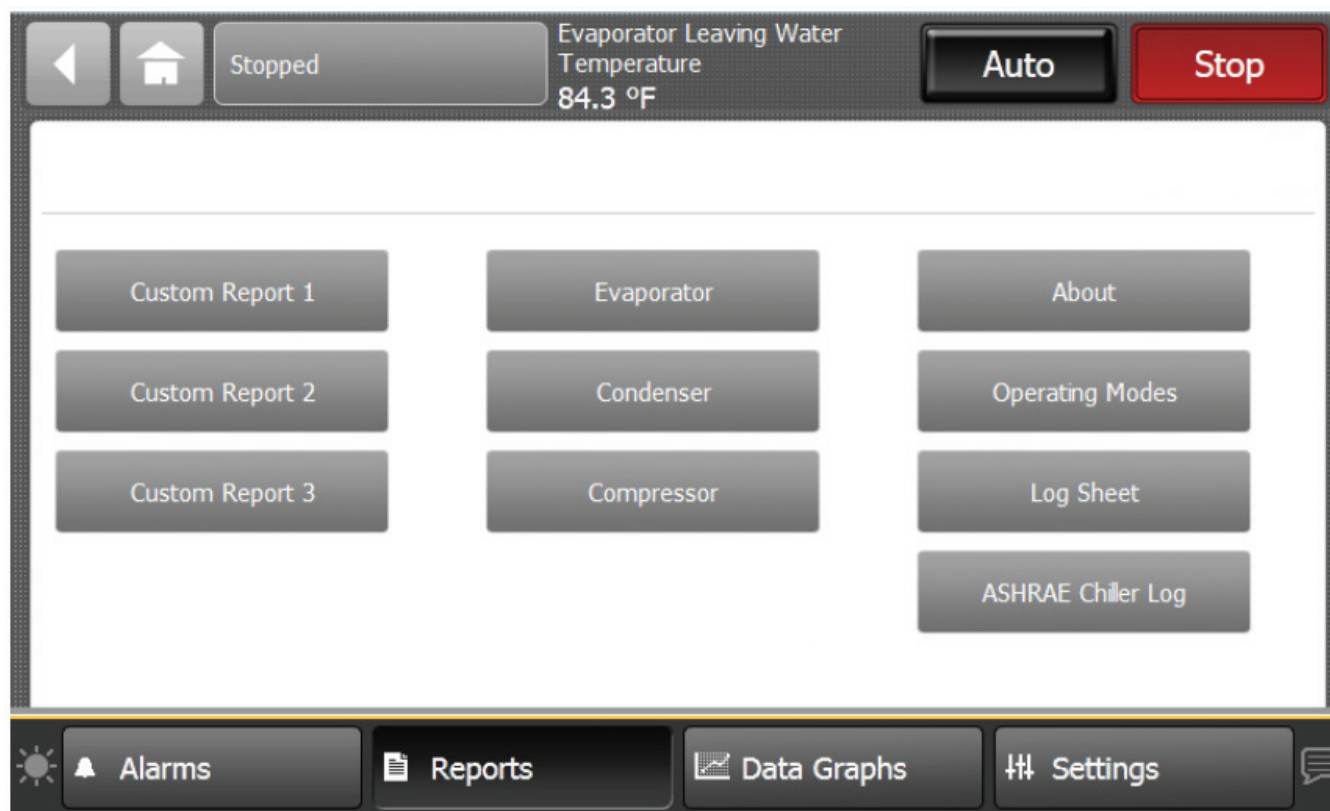 Stopped
Evaporator Leaving Water
Temperature
84.3 ºF
Auto
Stop
Custom Report 1
Evaporator
About
Custom Report 2
Condenser
Operating Modes
Custom Report 3
Compressor
Log Sheet
ASHRAE Chiller Log
Alarms
Reports
Data Graphs
Settings